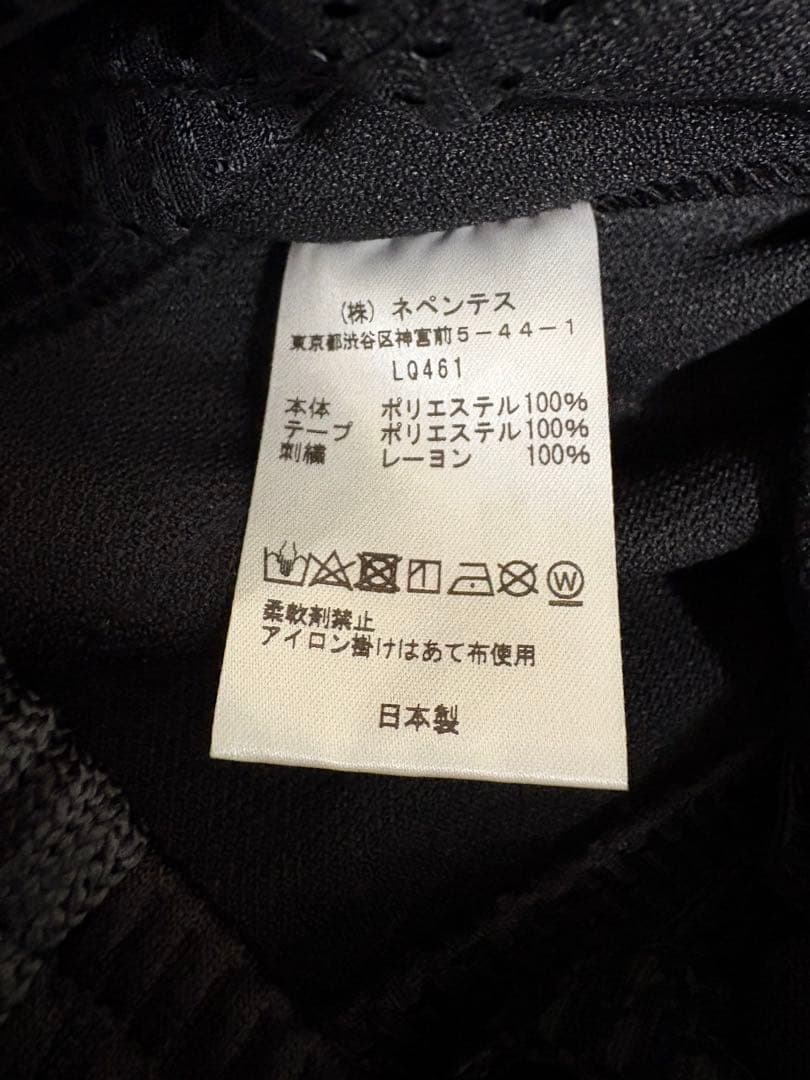 (株) ネペンテス
東京都渋谷区神宮前5-44-1
LQ461
本体 ポリエステル100%
テープ ポリエステル100%
刺繍 レーヨン 100%
W
柔軟剤禁止
アイロン掛けはあて布使用
日本製